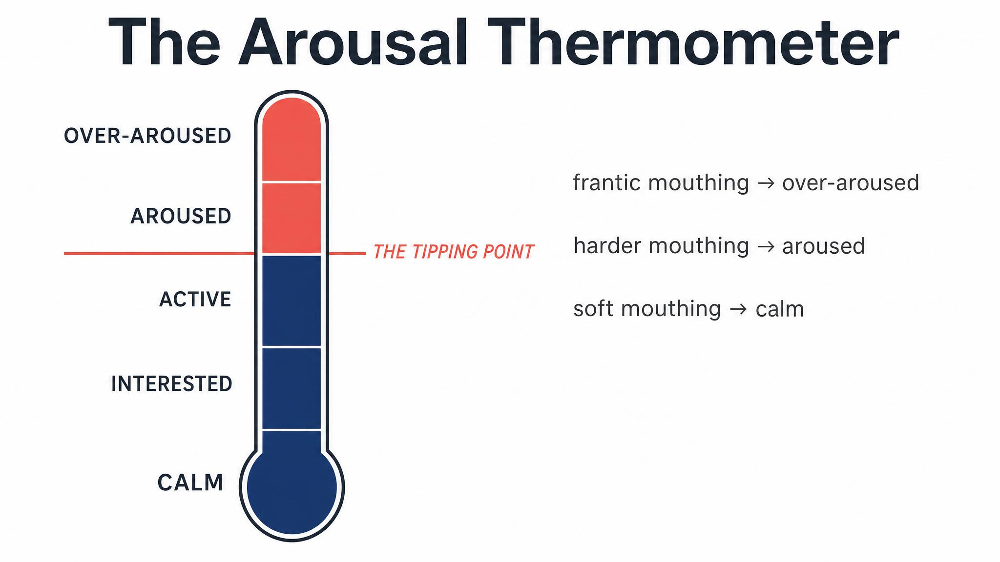 The Arousal Thermometer
OVER-AROUSED
AROUSED
THE TIPPING POINT
ACTIVE
INTERESTED
CALM
frantic mouthing → over-aroused
harder mouthing → aroused
soft mouthing → calm